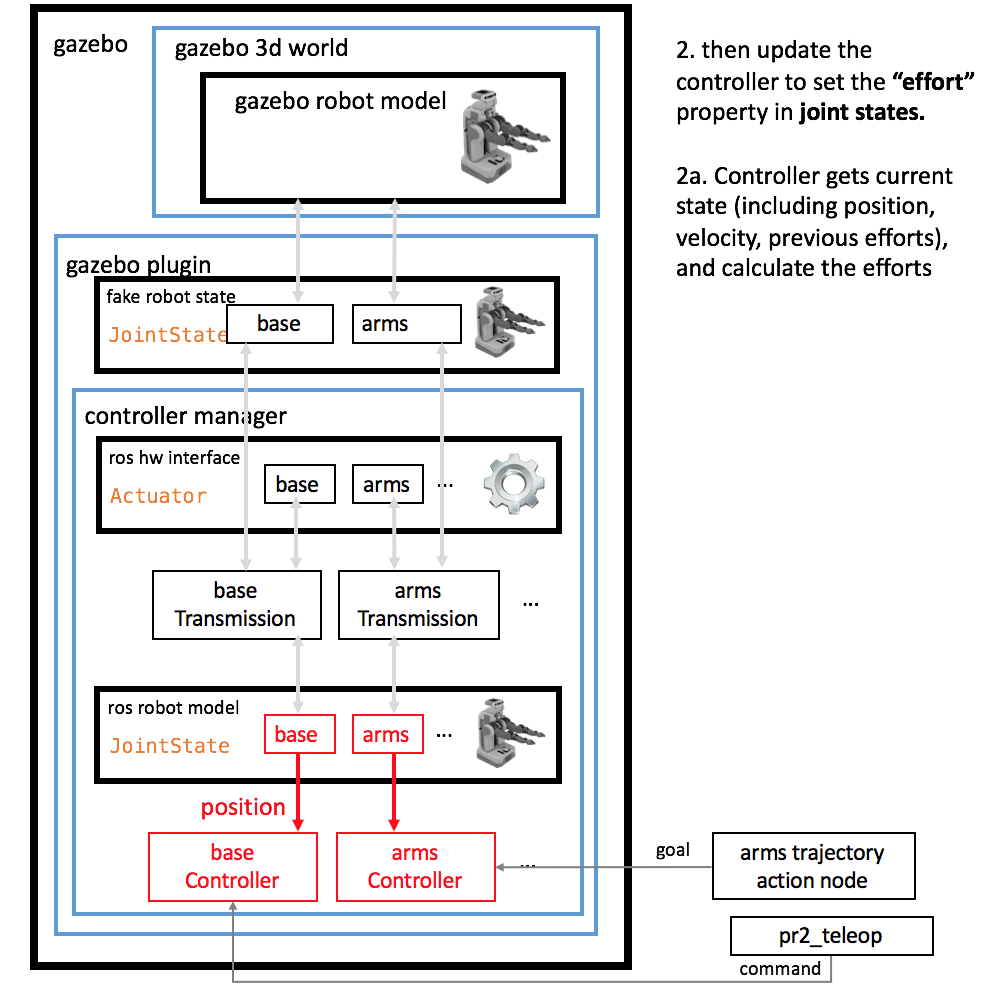 gazebo
gazebo 3d world
gazebo robot model
2. then update the
controller to set the “effort”
property in joint states.
2a. Controller gets current
state (including position,
velocity, previous efforts),
and calculate the efforts
gazebo plugin
fake robot state
JointState
base
arms
controller manager
ros hw interface
Actuator
base
arms
...
base
Transmission
arms
Transmission
...
ros robot model
JointState
base
arms
...
position
base
Controller
arms
Controller
...
goal
arms trajectory
action node
pr2_teleop
command